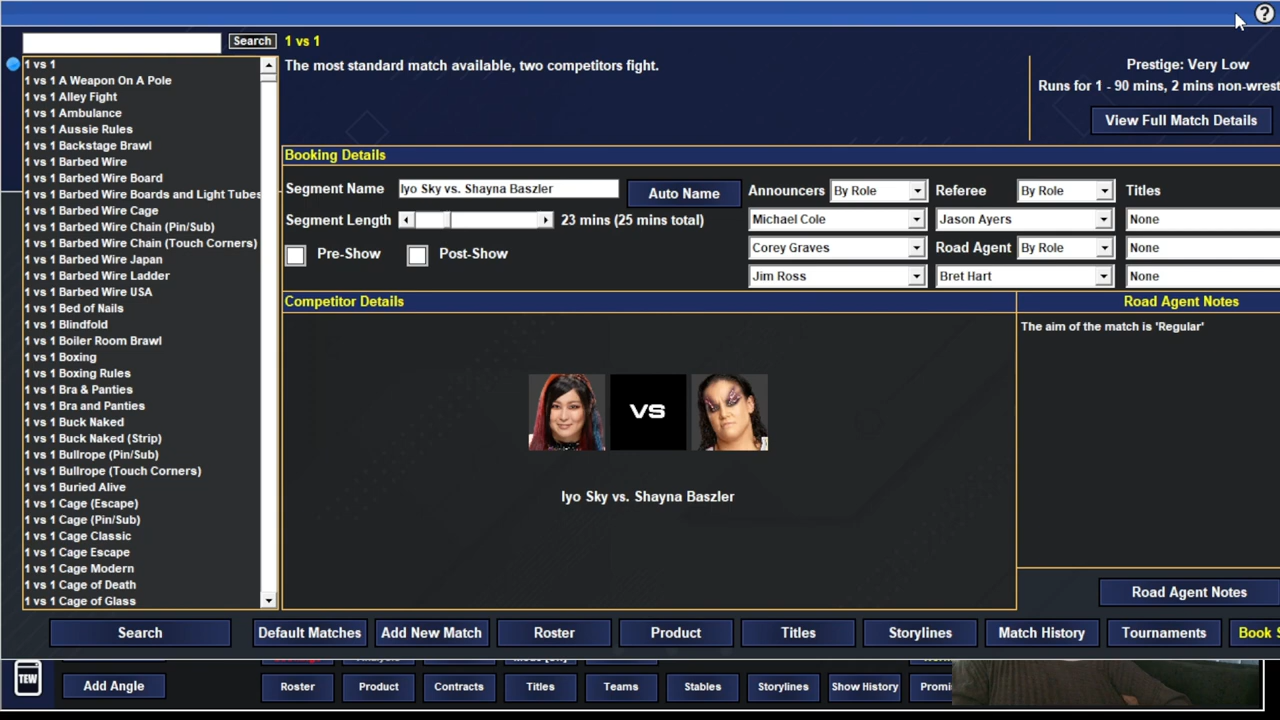 ?
Search
1 vs 1
1 vs 1
1 vs 1 A Weapon On A Pole
1 vs 1 Alley Fight
1 vs 1 Ambulance
1 vs 1 Aussie Rules
1 vs 1 Backstage Brawl
1 vs 1 Barbed Wire
1 vs 1 Barbed Wire Board
1 vs 1 Barbed Wire Boards and Light Tubes
1 vs 1 Barbed Wire Cage
1 vs 1 Barbed Wire Chain (Pin/Sub)
1 vs 1 Barbed Wire Chain (Touch Corners)
1 vs 1 Barbed Wire Japan
1 vs 1 Barbed Wire Ladder
1 vs 1 Barbed Wire USA
1 vs 1 Bed of Nails
1 vs 1 Blindfold
1 vs 1 Boiler Room Brawl
1 vs 1 Boxing
1 vs 1 Boxing Rules
1 vs 1 Bra & Panties
1 vs 1 Bra and Panties
1 vs 1 Buck Naked
1 vs 1 Buck Naked (Strip)
1 vs 1 Bullrope (Pin/Sub)
1 vs 1 Bullrope (Touch Corners)
1 vs 1 Buried Alive
1 vs 1 Cage (Escape)
1 vs 1 Cage (Pin/Sub)
1 vs 1 Cage Classic
1 vs 1 Cage Escape
1 vs 1 Cage Modern
1 vs 1 Cage of Death
1 vs 1 Cage of Glass
The most standard match available, two competitors fight.
Prestige: Very Low
Runs for 1 - 90 mins, 2 mins non-wrest
View Full Match Details
Booking Details
Segment Name Iyo Sky vs. Shayna Baszler Auto Name
Segment Length 23 mins (25 mins total)
Pre-Show Post-Show
Announcers By Role Referee By Role Titles
Michael Cole Jason Ayers None
Corey Graves Road Agent By Role None
Jim Ross Bret Hart None
Competitor Details
VS
Iyo Sky vs. Shayna Baszler
Road Agent Notes
The aim of the match is 'Regular'
Road Agent Notes
Search Default Matches Add New Match Roster Product Titles Storylines Match History Tournaments Book
TEW Add Angle Roster Product Contracts Titles Teams Stables Storylines Show History